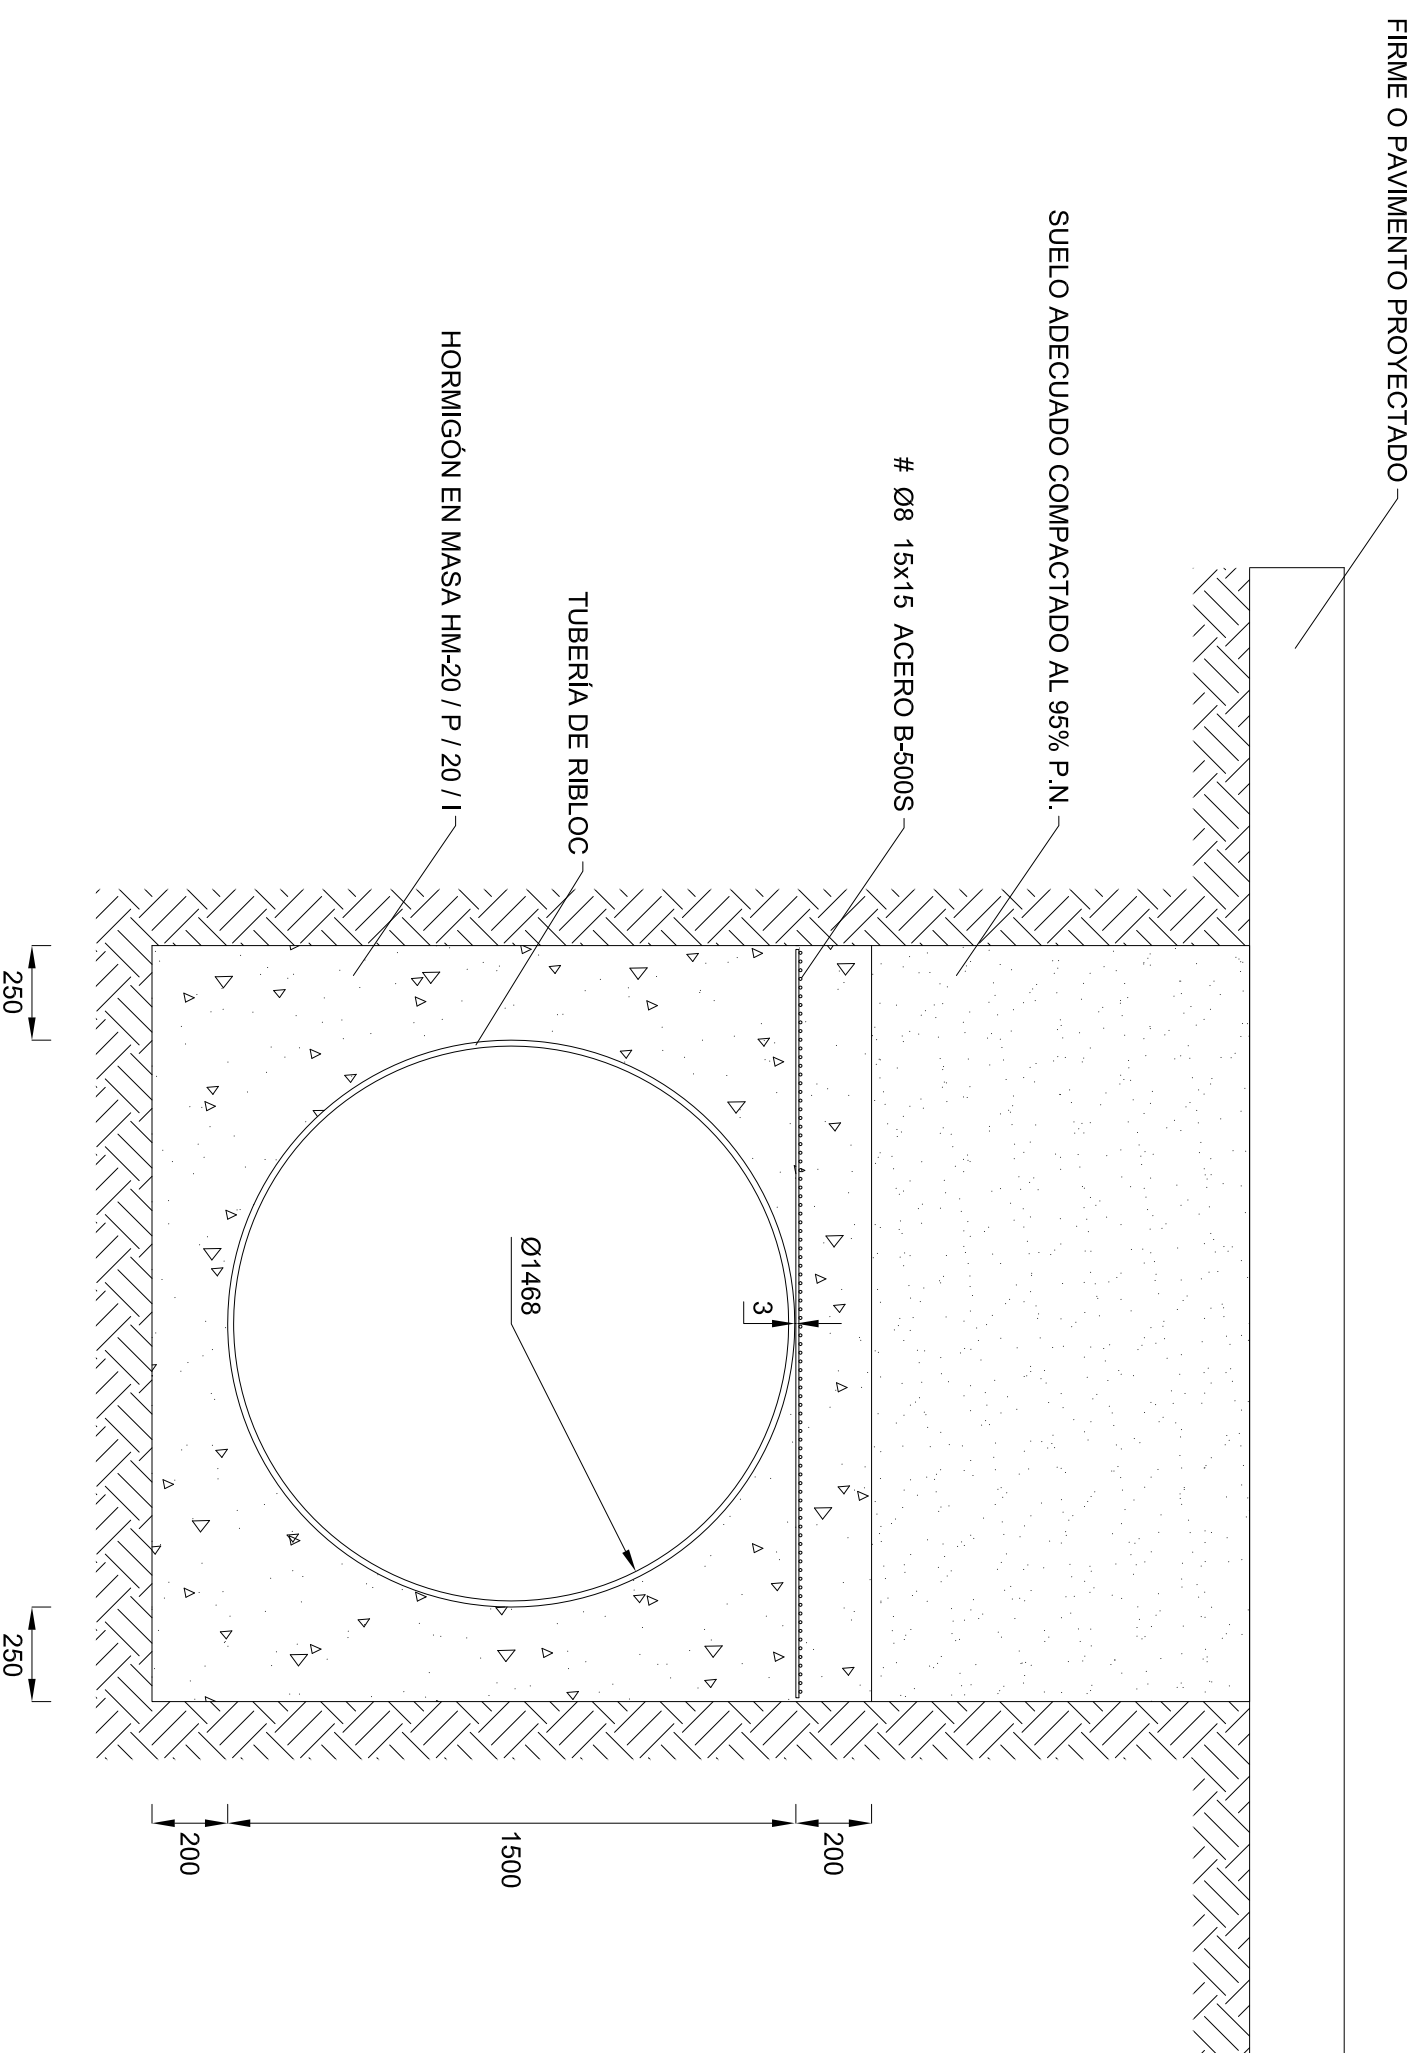 FIRME O PAVIMENTO PROYECTADO
SUELO ADECUADO COMPACTADO AL 95% P.N.
# Ø8 15x15 ACERO B-500S
TUBERÍA DE RIBLOC
HORMIGÓN EN MASA HM-20 / P / 20 / I
3
Ø1468
200
1500
200
250
250